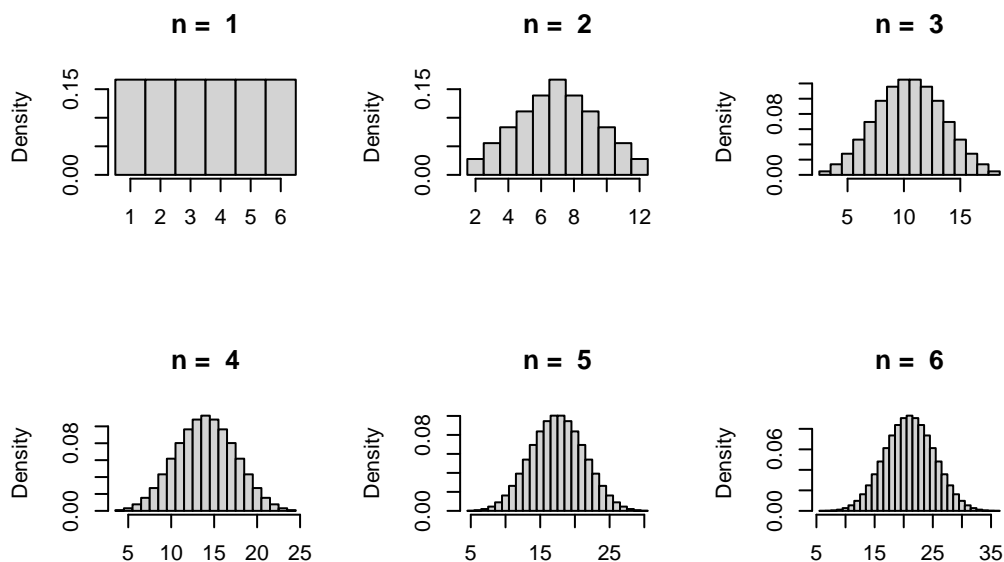 n = 1
n = 2
n = 3
Density
0.00
0.15
1 2 3 4 5 6
Density
0.00
0.15
2 4 6 8 12
Density
0.00
0.08
5 10 15
n = 4
n = 5
n = 6
Density
0.00
0.08
5 10 15 20 25
Density
0.00
0.08
5 15 25
Density
0.00
0.06
5 15 25 35